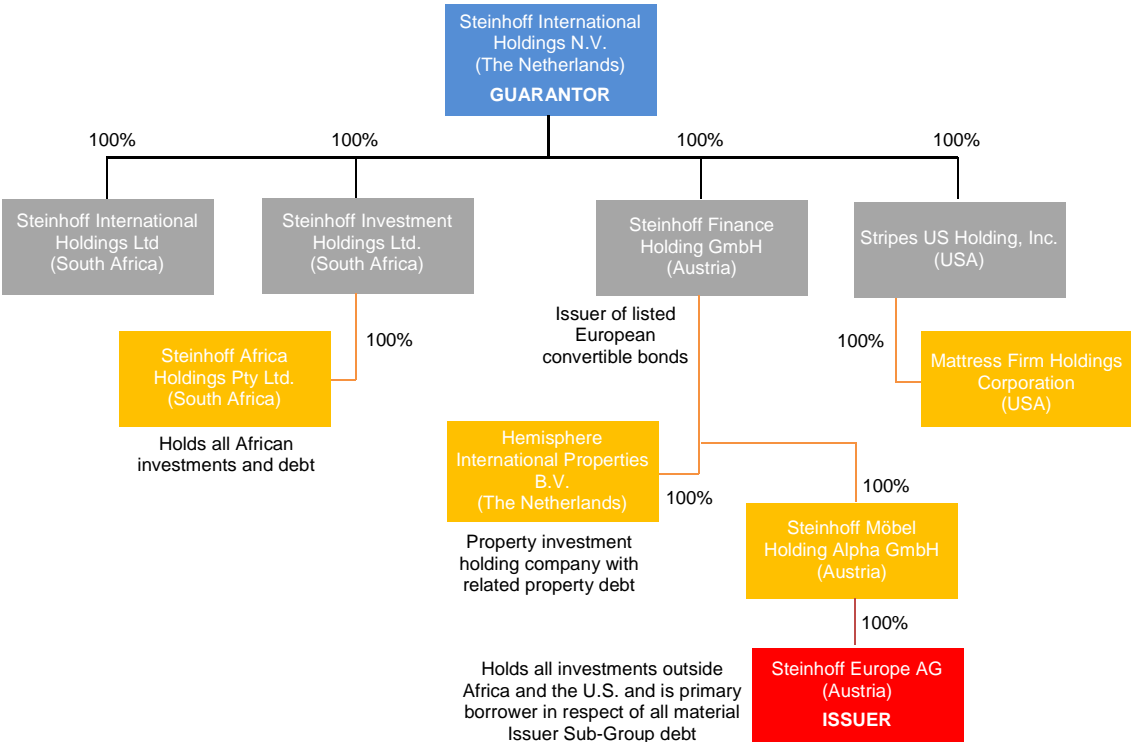 Steinhoff International
Holdings N.V.
(The Netherlands)
GUARANTOR
100%
100%
100%
100%
Steinhoff International
Holdings Ltd
(South Africa)
Steinhoff Investment
Holdings Ltd.
(South Africa)
Steinhoff Finance
Holding GmbH
(Austria)
Stripes US Holding, Inc.
(USA)
Issuer of listed
European
convertible bonds
100%
100%
Steinhoff Africa
Holdings Pty Ltd.
(South Africa)
Mattress Firm Holdings
Corporation
(USA)
Holds all African
investments and debt
Hemisphere
International Properties
B.V.
(The Netherlands)
100%
100%
Property investment
holding company with
related property debt
Steinhoff Möbel
Holding Alpha GmbH
(Austria)
100%
Holds all investments outside
Africa and the U.S. and is primary
borrower in respect of all material
Issuer Sub-Group debt
Steinhoff Europe AG
(Austria)
ISSUER